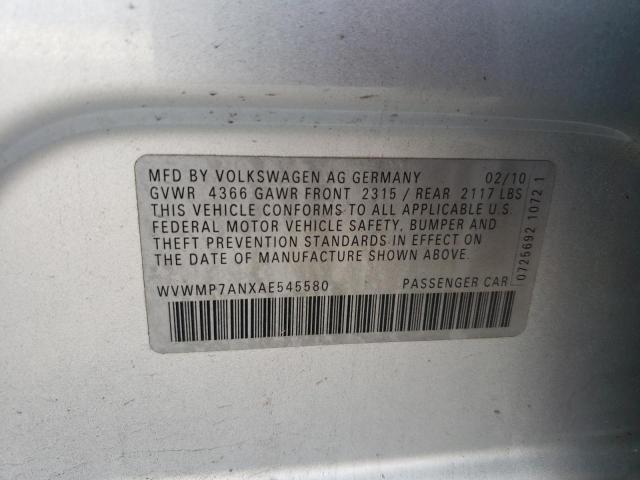 MFD BY VOLKSWAGEN AG GERMANY 02/10
GVWR 4366 GAWR FRONT 2315 / REAR 2117 LBS
THIS VEHICLE CONFORMS TO ALL APPLICABLE U.S.
FEDERAL MOTOR VEHICLE SAFETY, BUMPER AND
THEFT PREVENTION STANDARDS IN EFFECT ON
THE DATE OF MANUFACTURE SHOWN ABOVE.
WVWMP7ANXAE545580 PASSENGER CAR
0725692 1072 1